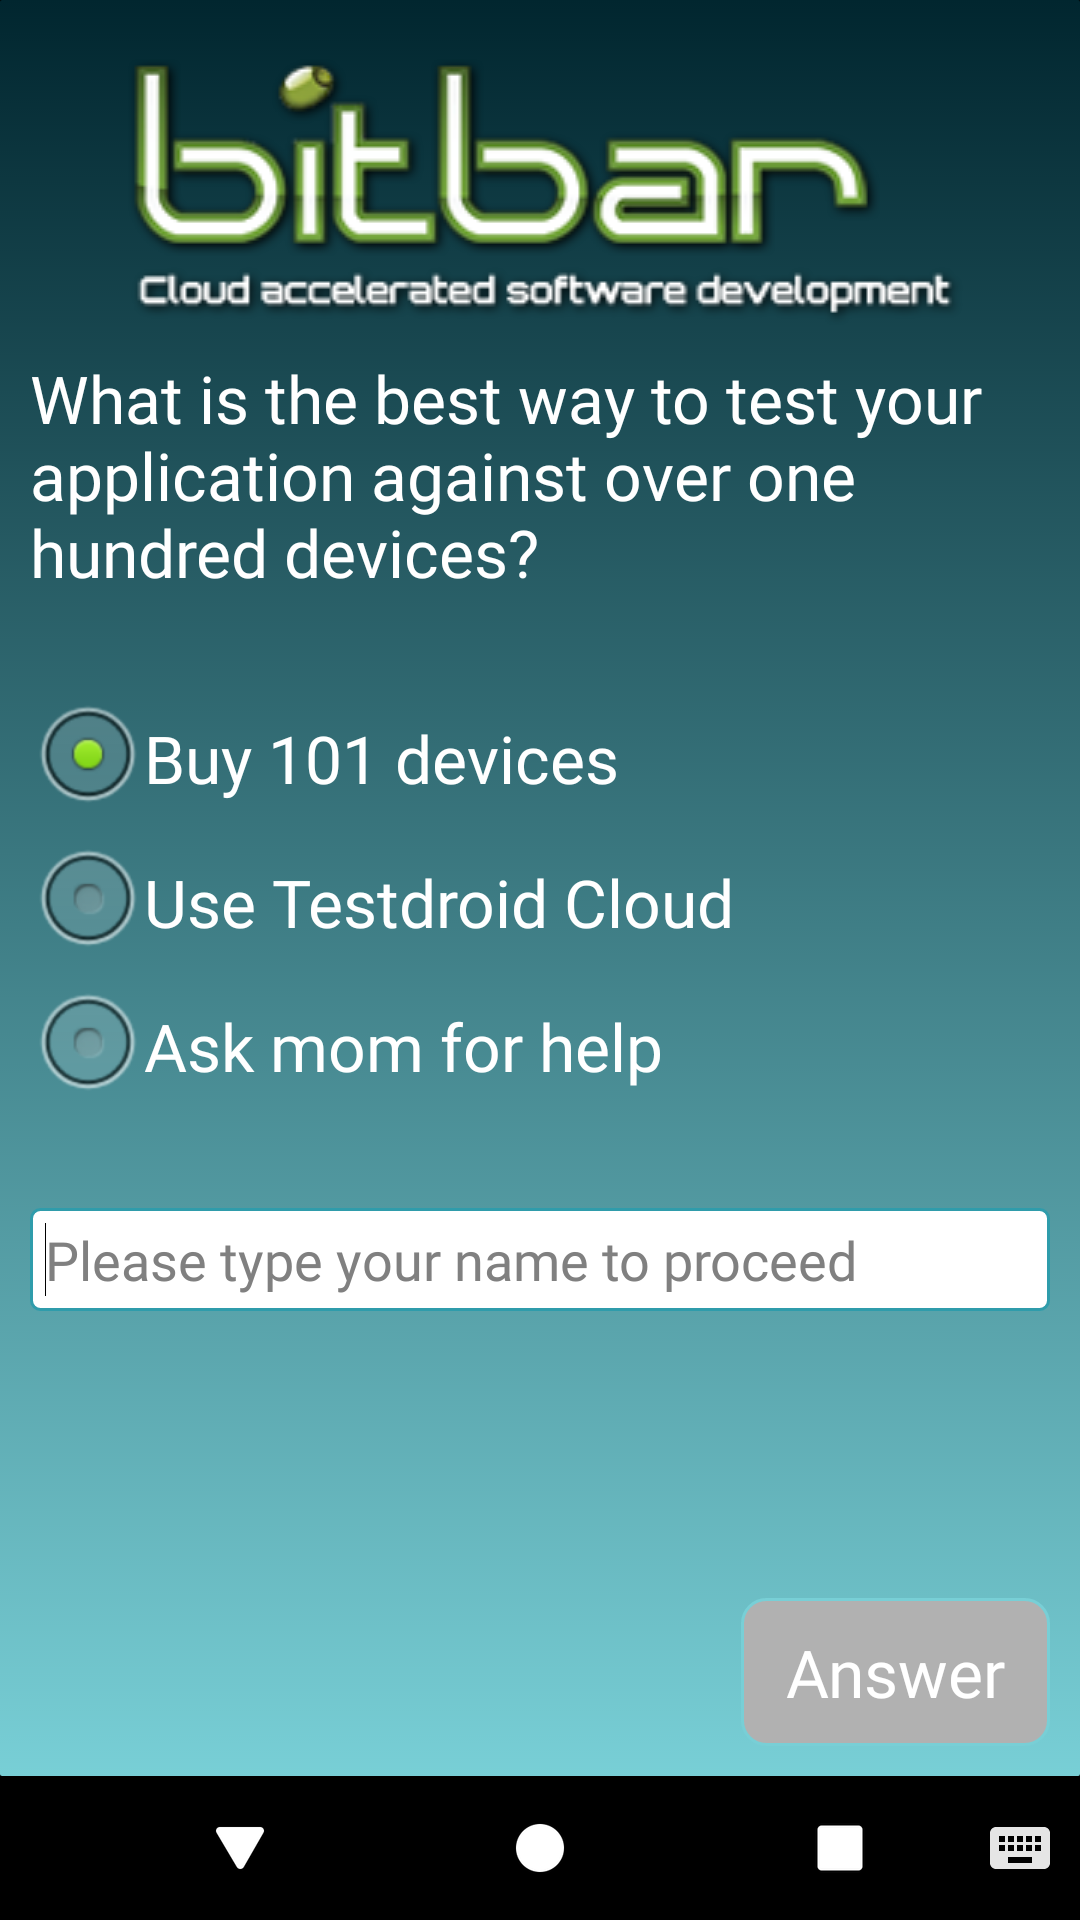 bitbar
Cloud accelerated software development
What is the best way to test your
application against over one
hundred devices?
Buy 101 devices
Use Testdroid Cloud
Ask mom for help
Please type your name to proceed
Answer